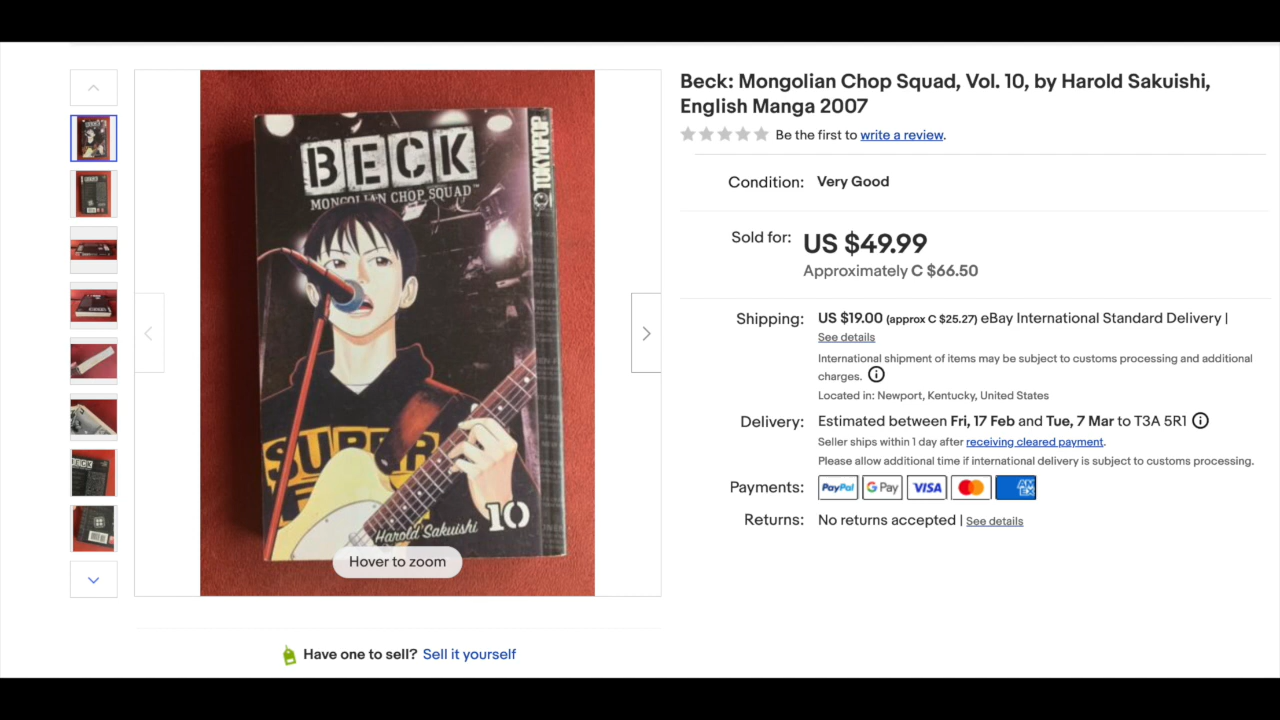 Beck: Mongolian Chop Squad, Vol. 10, by Harold Sakuishi,
English Manga 2007
Be the first to write a review.
Condition: Very Good
Sold for: US $49.99
Approximately C $66.50
Shipping: US $19.00 (approx C $25.27) eBay International Standard Delivery |
See details
International shipment of items may be subject to customs processing and additional
charges.
Located in: Newport, Kentucky, United States
Delivery: Estimated between Fri, 17 Feb and Tue, 7 Mar to T3A 5R1
Seller ships within 1 day after receiving cleared payment.
Please allow additional time if international delivery is subject to customs processing.
Payments: PayPal G Pay VISA AMEX
Returns: No returns accepted | See details
BECK
MONGOLIAN CHOP SQUAD™
TOKYOPOP
SUPER
10
Harold Sakuishi
Hover to zoom
Have one to sell? Sell it yourself